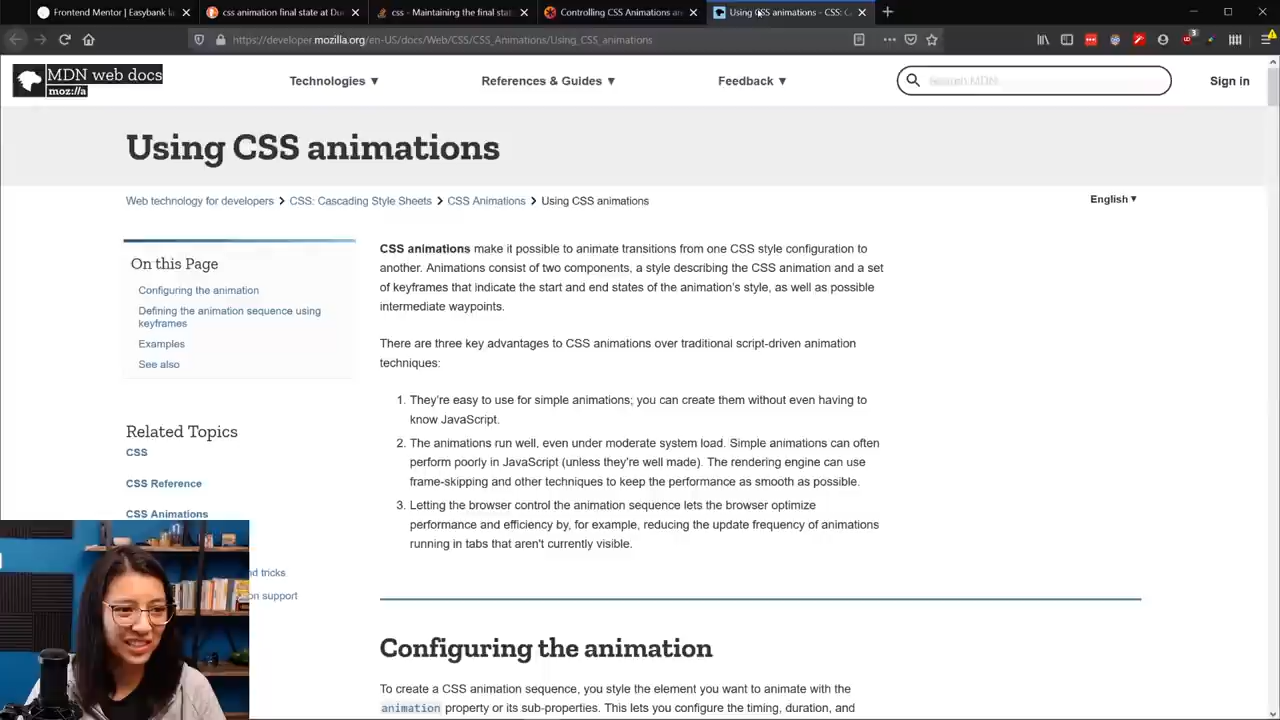 Frontend Mentor | Easybank la
css animation final state at Du
css - Maintaining the final stat
Controlling CSS Animations an
Using CSS animations - CSS: C
https://developer.mozilla.org/en-US/docs/Web/CSS/CSS_Animations/Using_CSS_animations
MDN web docs
moz://a
Technologies ▼
References & Guides ▼
Feedback ▼
Search MDN
Sign in
Using CSS animations
Web technology for developers > CSS: Cascading Style Sheets > CSS Animations > Using CSS animations
English ▼
On this Page
Configuring the animation
Defining the animation sequence using
keyframes
Examples
See also
Related Topics
CSS
CSS Reference
CSS Animations
d tricks
on support
CSS animations make it possible to animate transitions from one CSS style configuration to
another. Animations consist of two components, a style describing the CSS animation and a set
of keyframes that indicate the start and end states of the animation's style, as well as possible
intermediate waypoints.
There are three key advantages to CSS animations over traditional script-driven animation
techniques:
1. They're easy to use for simple animations; you can create them without even having to
know JavaScript.
2. The animations run well, even under moderate system load. Simple animations can often
perform poorly in JavaScript (unless they're well made). The rendering engine can use
frame-skipping and other techniques to keep the performance as smooth as possible.
3. Letting the browser control the animation sequence lets the browser optimize
performance and efficiency by, for example, reducing the update frequency of animations
running in tabs that aren't currently visible.
Configuring the animation
To create a CSS animation sequence, you style the element you want to animate with the
animation property or its sub-properties. This lets you configure the timing, duration, and